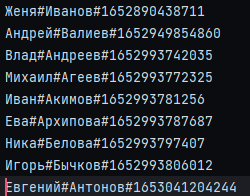 Женя#Иванов#1652890438711
Андрей#Валиев#1652949854860
Влад#Андреев#1652993742035
Михаил#Агеев#1652993772325
Иван#Акимов#1652993781256
Ева#Архипова#1652993787687
Ника#Белова#1652993797407
Игорь#Бычков#1652993806012
Евгений#Антонов#1653041204244